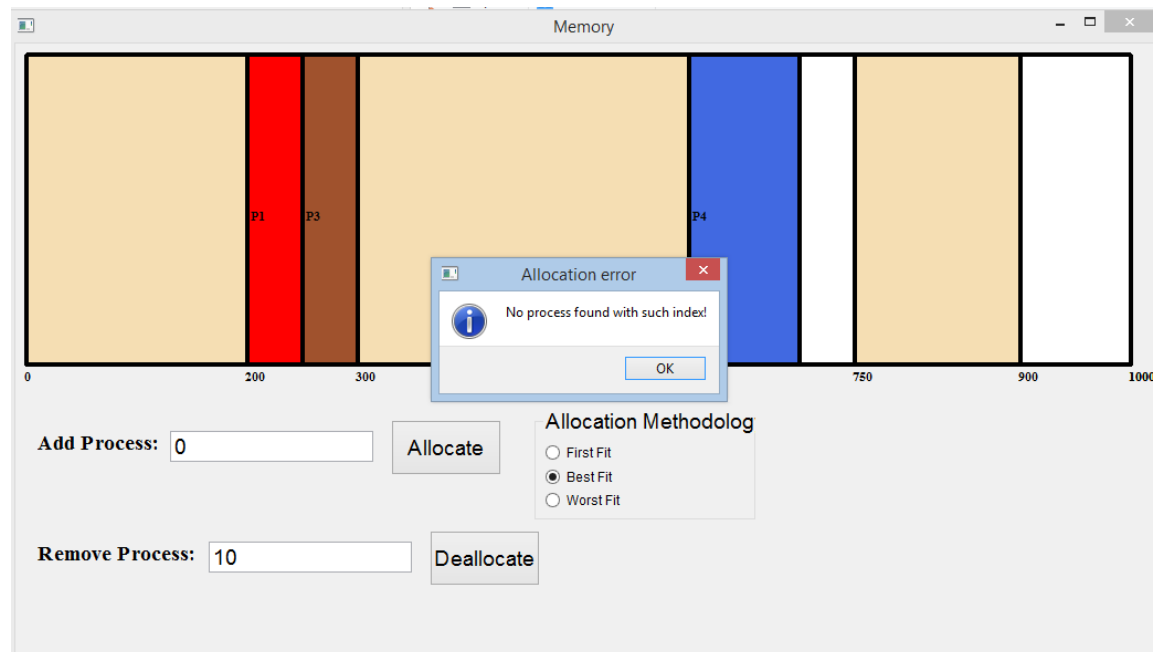 Memory
P1 P3 P4
Allocation error
No process found with such index!
OK
0 200 300 750 900 1000
Add Process: 0 Allocate
Allocation Methodolog
First Fit
Best Fit
Worst Fit
Remove Process: 10 Deallocate